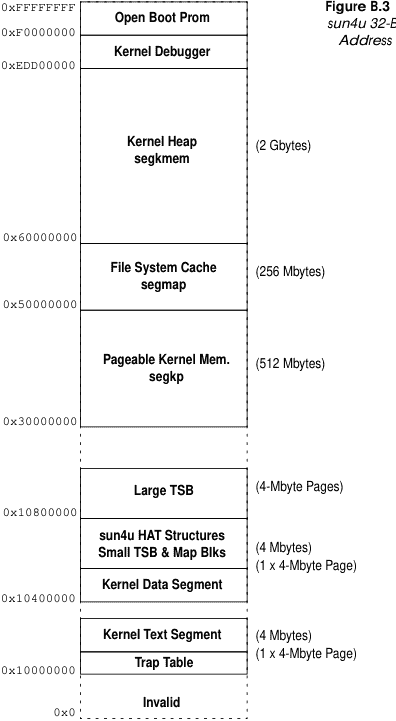 0xFFFFFFFF
Open Boot Prom
Figure B.3
sun4u 32-B
Address
0xF0000000
Kernel Debugger
0xEDD00000
Kernel Heap
segkmem
(2 Gbytes)
0x60000000
File System Cache
segmap
(256 Mbytes)
0x50000000
Pageable Kernel Mem.
segkp
(512 Mbytes)
0x30000000
Large TSB
(4-Mbyte Pages)
0x10800000
sun4u HAT Structures
Small TSB & Map Blks
(4 Mbytes)
(1 x 4-Mbyte Page)
Kernel Data Segment
0x10400000
Kernel Text Segment
(4 Mbytes)
(1 x 4-Mbyte Page)
Trap Table
0x10000000
Invalid
0x0